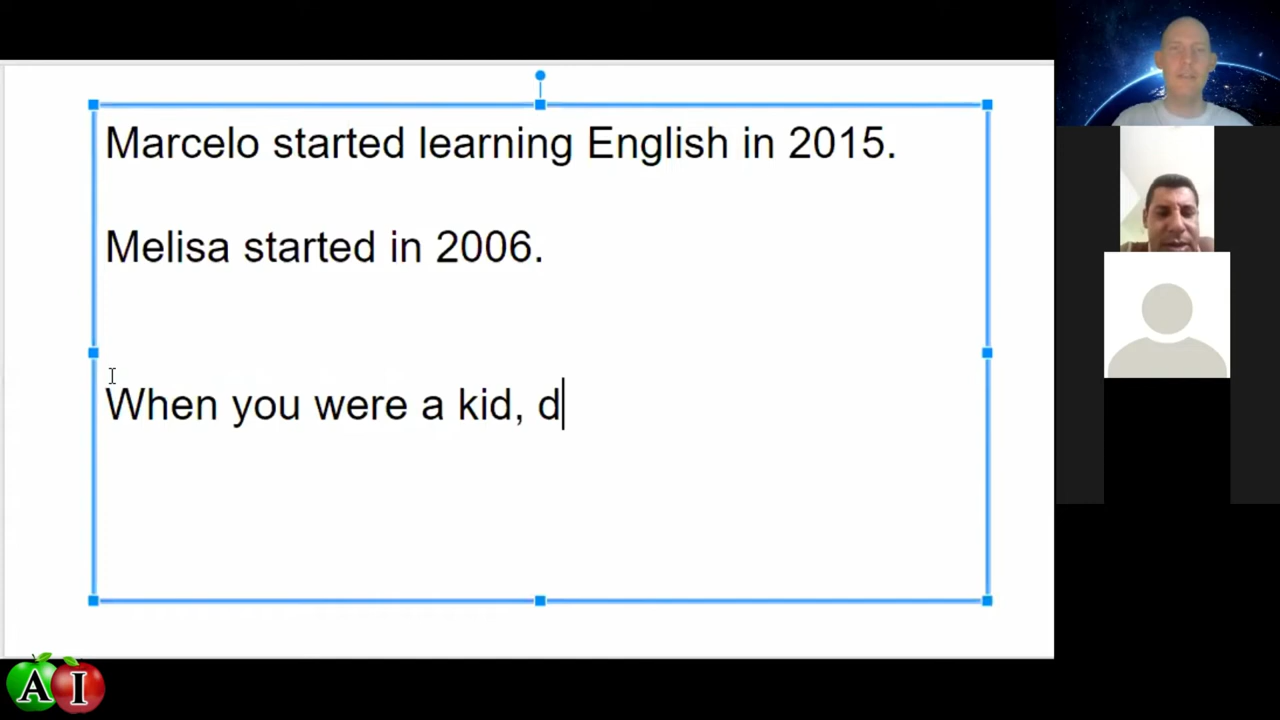 Marcelo started learning English in 2015.
Melisa started in 2006.
When you were a kid, d
A I